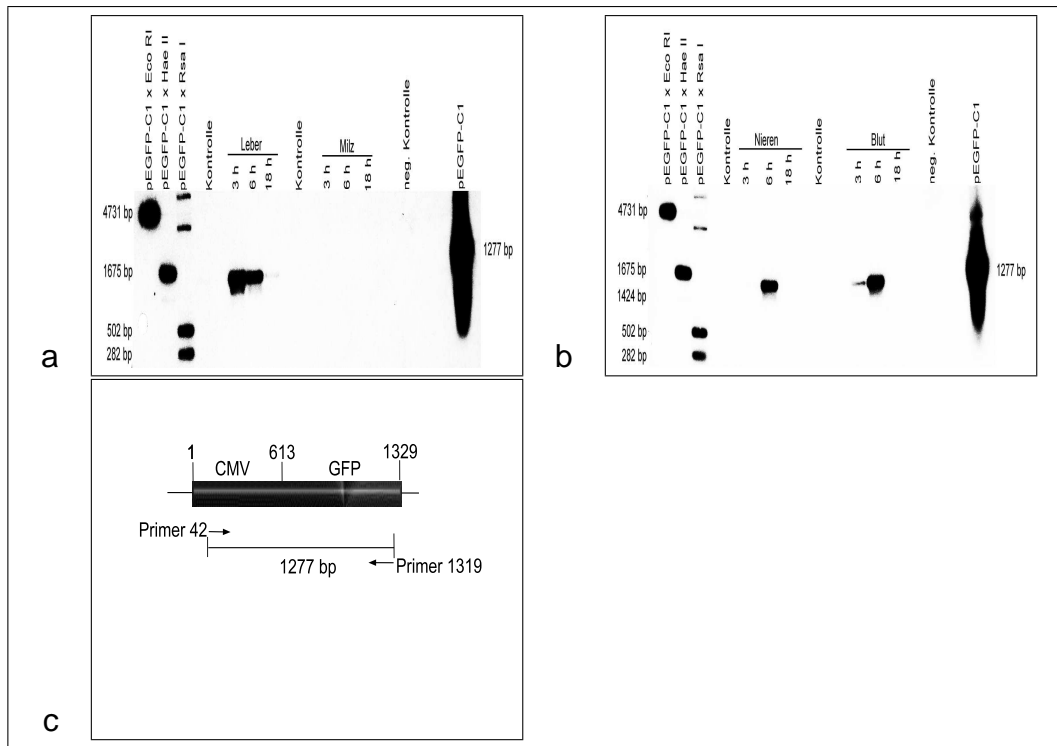 pEGFP-C1 x Eco RI
pEGFP-C1 x Hae II
pEGFP-C1 x Rsa I
Kontrolle
Leber
3 h
6 h
18 h
Kontrolle
Milz
3 h
6 h
18 h
neg. Kontrolle
pEGFP-C1
4731 bp
1675 bp
502 bp
282 bp
1277 bp
a
pEGFP-C1 x Eco RI
pEGFP-C1 x Hae II
pEGFP-C1 x Rsa I
Kontrolle
Nieren
3 h
6 h
18 h
Kontrolle
Blut
3 h
6 h
18 h
neg. Kontrolle
pEGFP-C1
4731 bp
1675 bp
1424 bp
502 bp
282 bp
1277 bp
b
1 613 1329
CMV GFP
Primer 42
1277 bp
Primer 1319
c